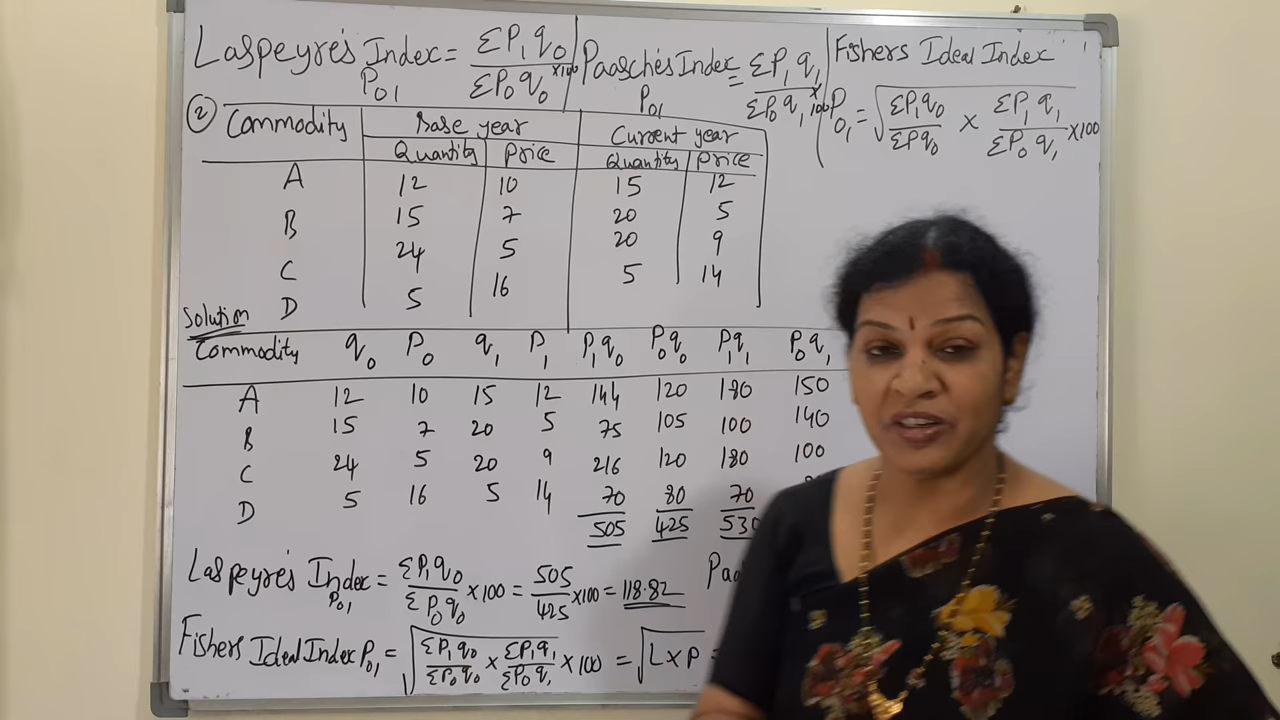 Laspeyre's Index P01 = ΣP1q0 / ΣP0q0 ×100
Paasche's Index P01 = ΣP1q1 / ΣP0q1 ×100
Fishers Ideal Index
P01 = √(ΣP1q0 / ΣPq0 × ΣP1q1 / ΣP0q1) ×100
②
Commodity Base year Current year
Quantity Price Quantity Price
A 12 10 15 12
B 15 7 20 5
C 24 5 20 9
D 5 16 5 14
Solution
Commodity q0 P0 q1 P1 P1q0 P0q0 P1q1 P0q1
A 12 10 15 12 144 120 180 150
B 15 7 20 5 75 105 100 140
C 24 5 20 9 216 120 180 100
D 5 16 5 14 70 80 70
505 425 530
Laspeyre's Index P01 = ΣP1q0 / ΣP0q0 ×100 = 505 / 425 ×100 = 118.82
Fishers Ideal Index P01 = √(ΣP1q0 / ΣP0q0 × ΣP1q1 / ΣP0q1 ×100) = √(L×P) =